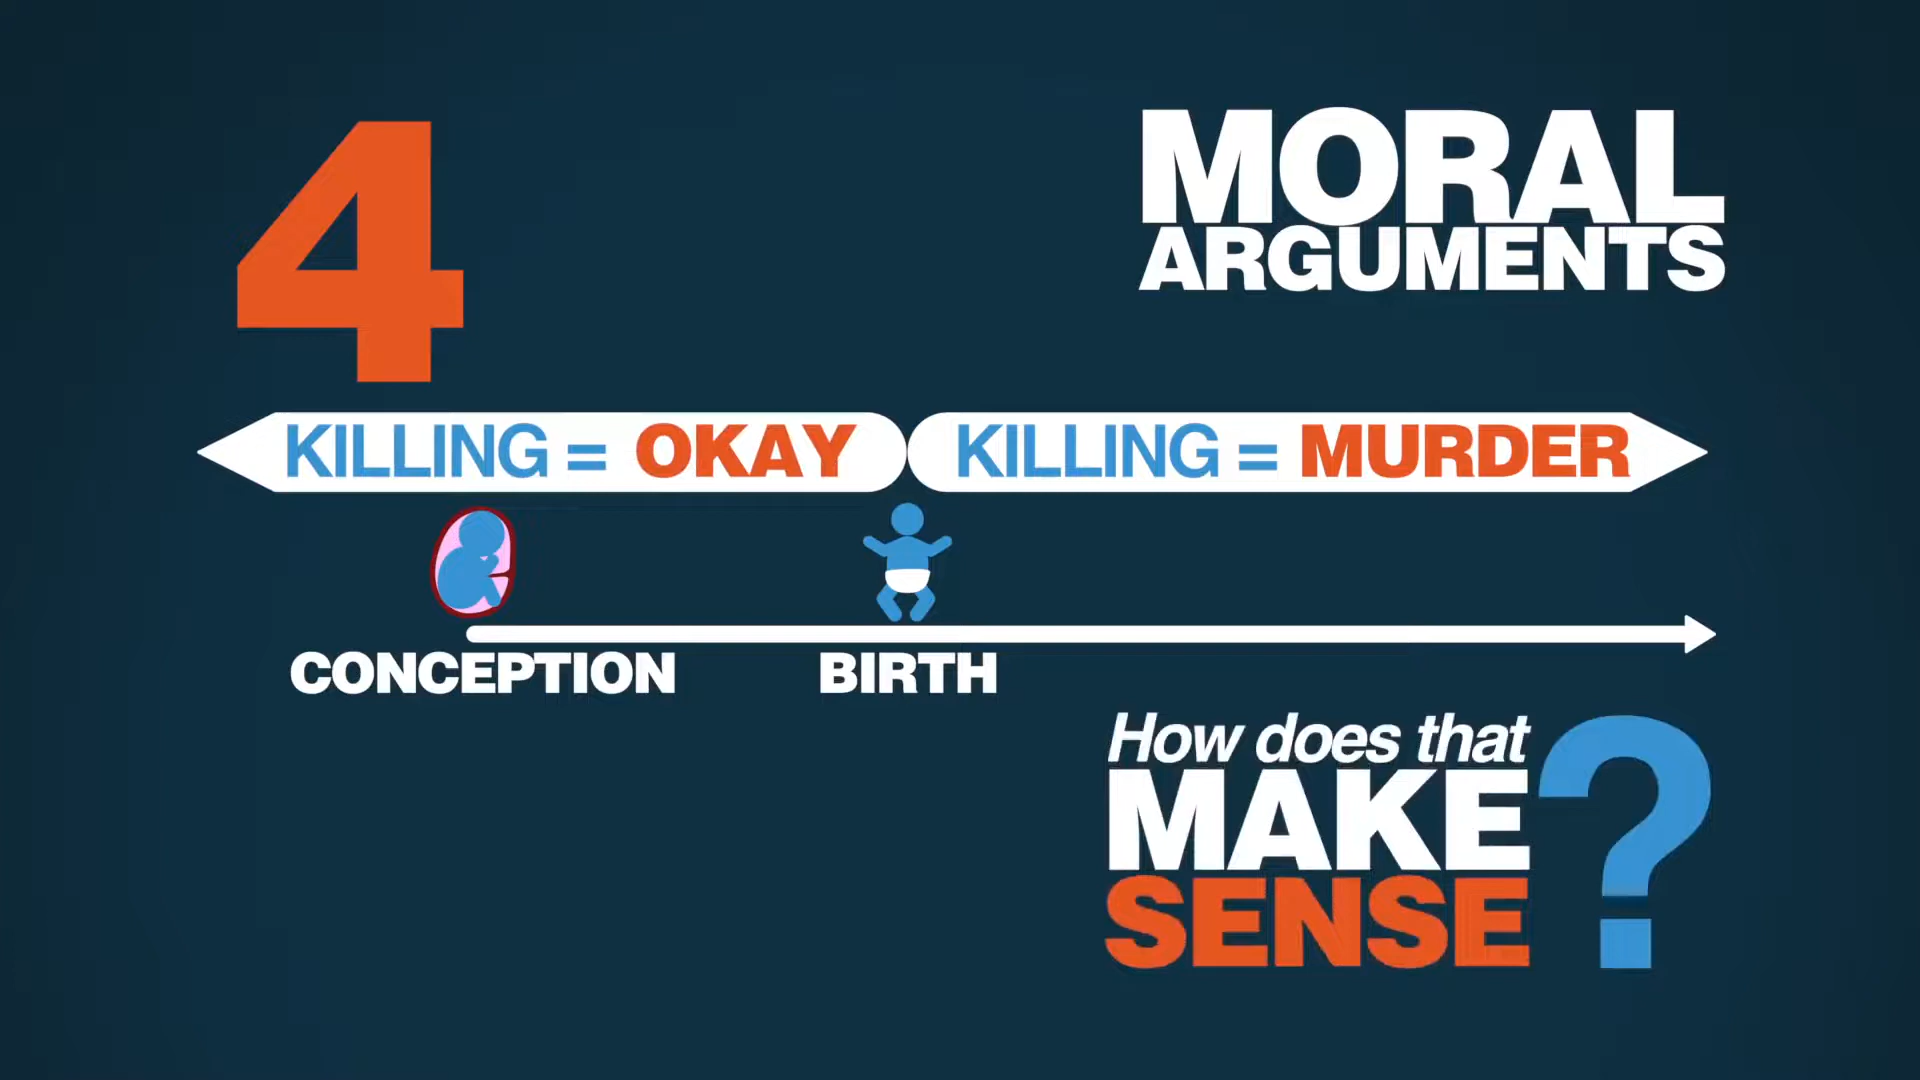 4
MORAL
ARGUMENTS
KILLING = OKAY
KILLING = MURDER
CONCEPTION
BIRTH
How does that
MAKE
SENSE?